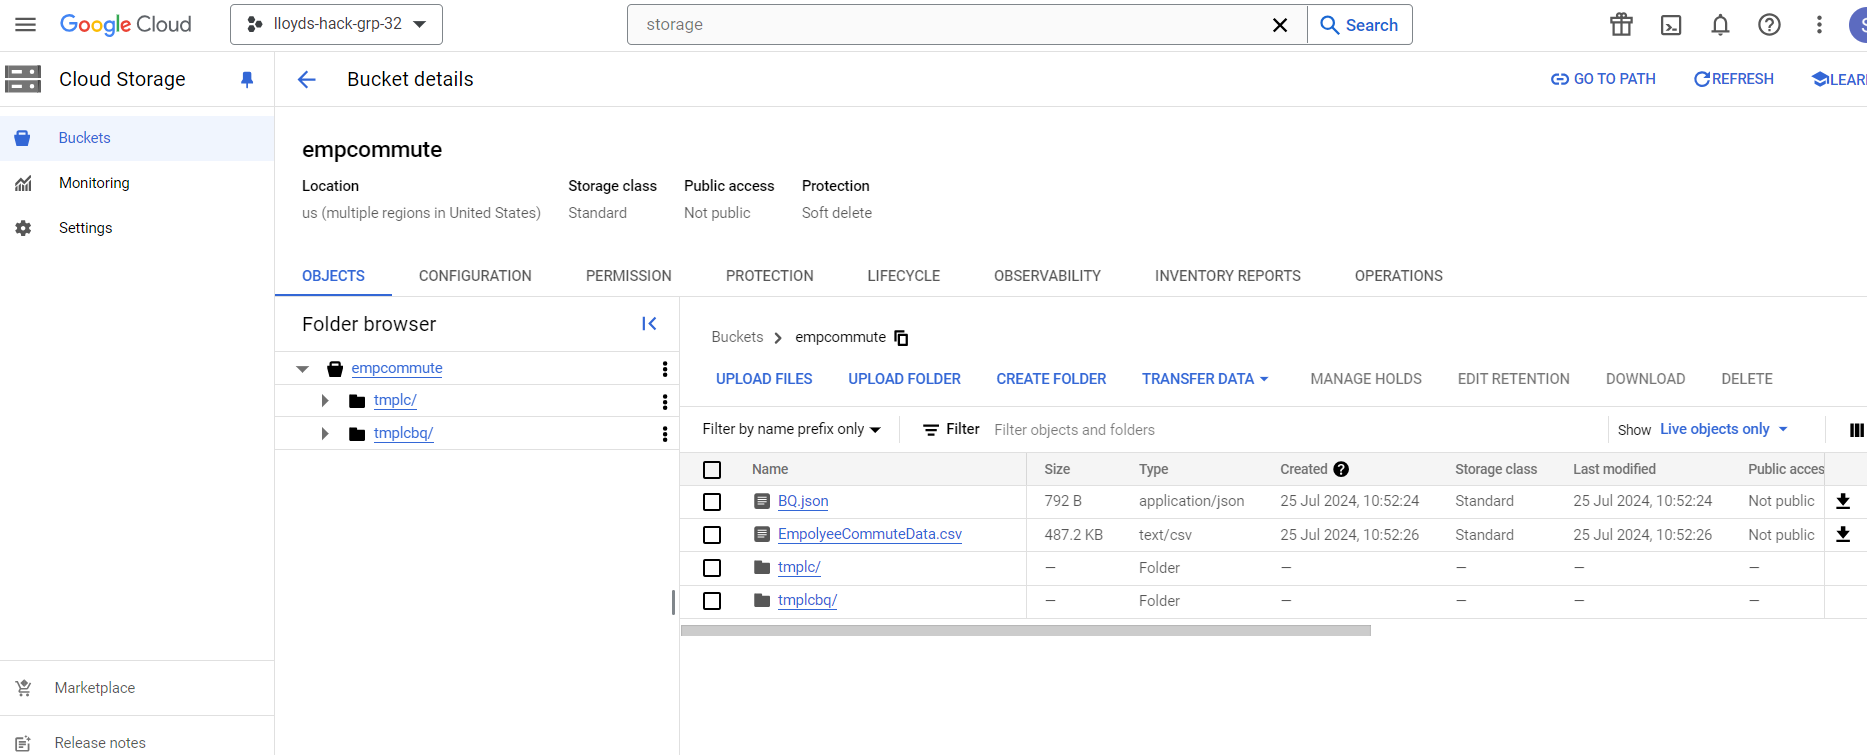 Google Cloud
lloyds-hack-grp-32
storage
Search
Cloud Storage
Bucket details
GO TO PATH
REFRESH
Buckets
Monitoring
Settings
empcommute
Location Storage class Public access Protection
us (multiple regions in United States) Standard Not public Soft delete
OBJECTS CONFIGURATION PERMISSION PROTECTION LIFECYCLE OBSERVABILITY INVENTORY REPORTS OPERATIONS
Folder browser
empcommute
tmplc/
tmplcbq/
Buckets empcommute
UPLOAD FILES UPLOAD FOLDER CREATE FOLDER TRANSFER DATA MANAGE HOLDS EDIT RETENTION DOWNLOAD DELETE
Filter by name prefix only Filter Filter objects and folders Show Live objects only
Name Size Type Created Storage class Last modified Public acces
BQ.json 792 B application/json 25 Jul 2024, 10:52:24 Standard 25 Jul 2024, 10:52:24 Not public
EmpolyeeCommuteData.csv 487.2 KB text/csv 25 Jul 2024, 10:52:26 Standard 25 Jul 2024, 10:52:26 Not public
tmplc/ — Folder — — — —
tmplcbq/ — Folder — — — —
Marketplace
Release notes